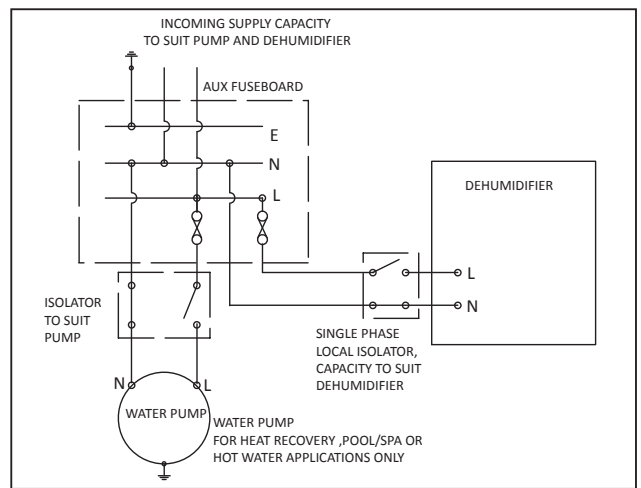 INCOMING SUPPLY CAPACITY
TO SUIT PUMP AND DEHUMIDIFIER
AUX FUSEBOARD
E
N
L
DEHUMIDIFIER
L
N
ISOLATOR
TO SUIT
PUMP
SINGLE PHASE
LOCAL ISOLATOR,
CAPACITY TO SUIT
DEHUMIDIFIER
N
L
WATER PUMP
WATER PUMP
FOR HEAT RECOVERY ,POOL/SPA OR
HOT WATER APPLICATIONS ONLY